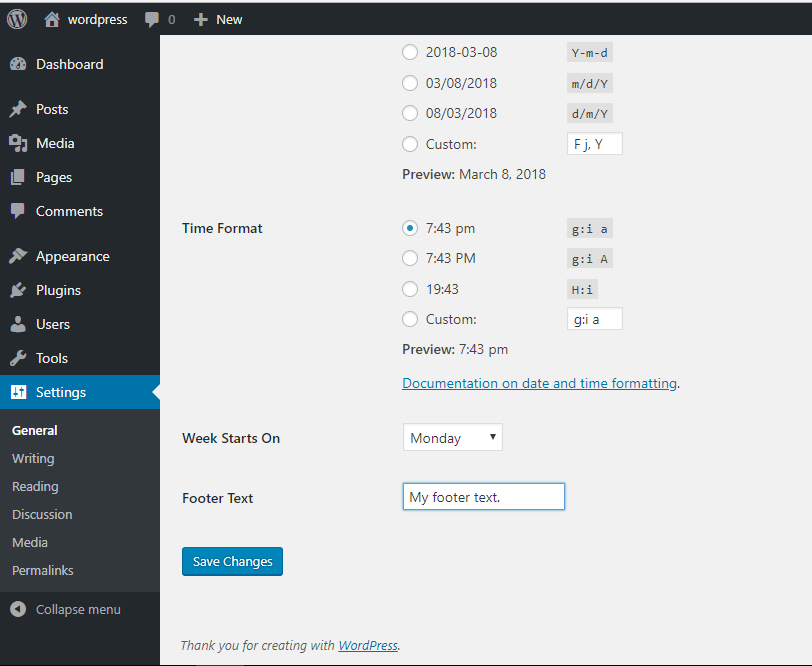 wordpress 0 New
Dashboard
Posts
Media
Pages
Comments
Appearance
Plugins
Users
Tools
Settings
General
Writing
Reading
Discussion
Media
Permalinks
Collapse menu
2018-03-08 Y-m-d
03/08/2018 m/d/Y
08/03/2018 d/m/Y
Custom: F j, Y
Preview: March 8, 2018
Time Format 7:43 pm g:i a
7:43 PM g:i A
19:43 H:i
Custom: g:i a
Preview: 7:43 pm
Documentation on date and time formatting.
Week Starts On Monday
Footer Text My footer text.
Save Changes
Thank you for creating with WordPress.